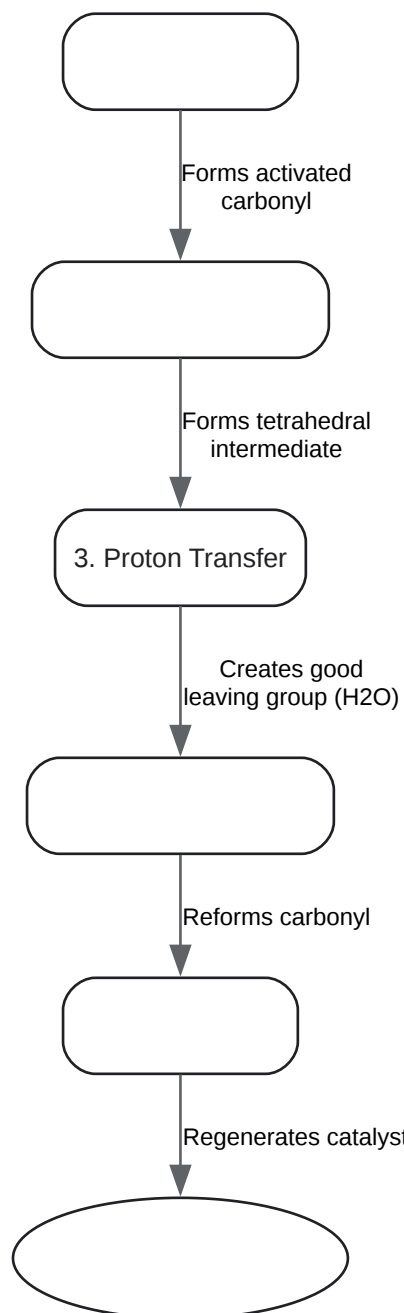 Forms activated
carbonyl
Forms tetrahedral
intermediate
3. Proton Transfer
Creates good
leaving group (H2O)
Reforms carbonyl
Regenerates catalyst